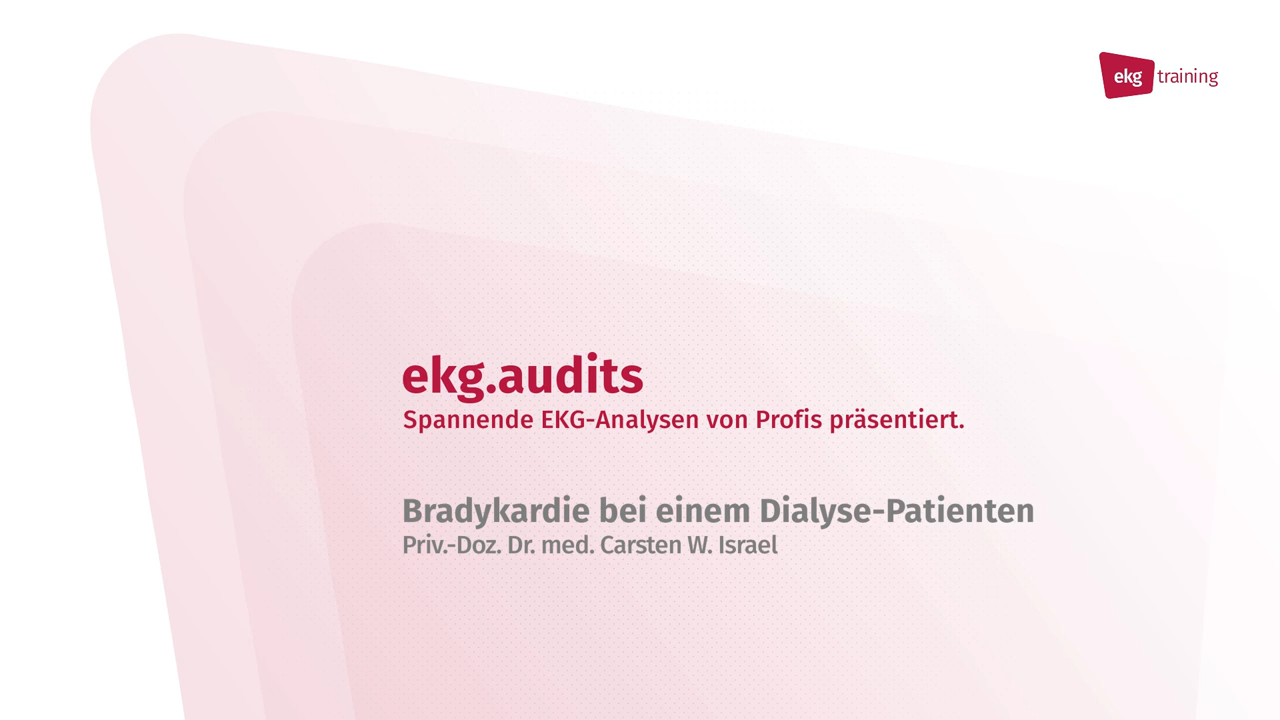 ekg training
ekg.audits
Spannende EKG-Analysen von Profis präsentiert.
Bradykardie bei einem Dialyse-Patienten
Priv.-Doz. Dr. med. Carsten W. Israel